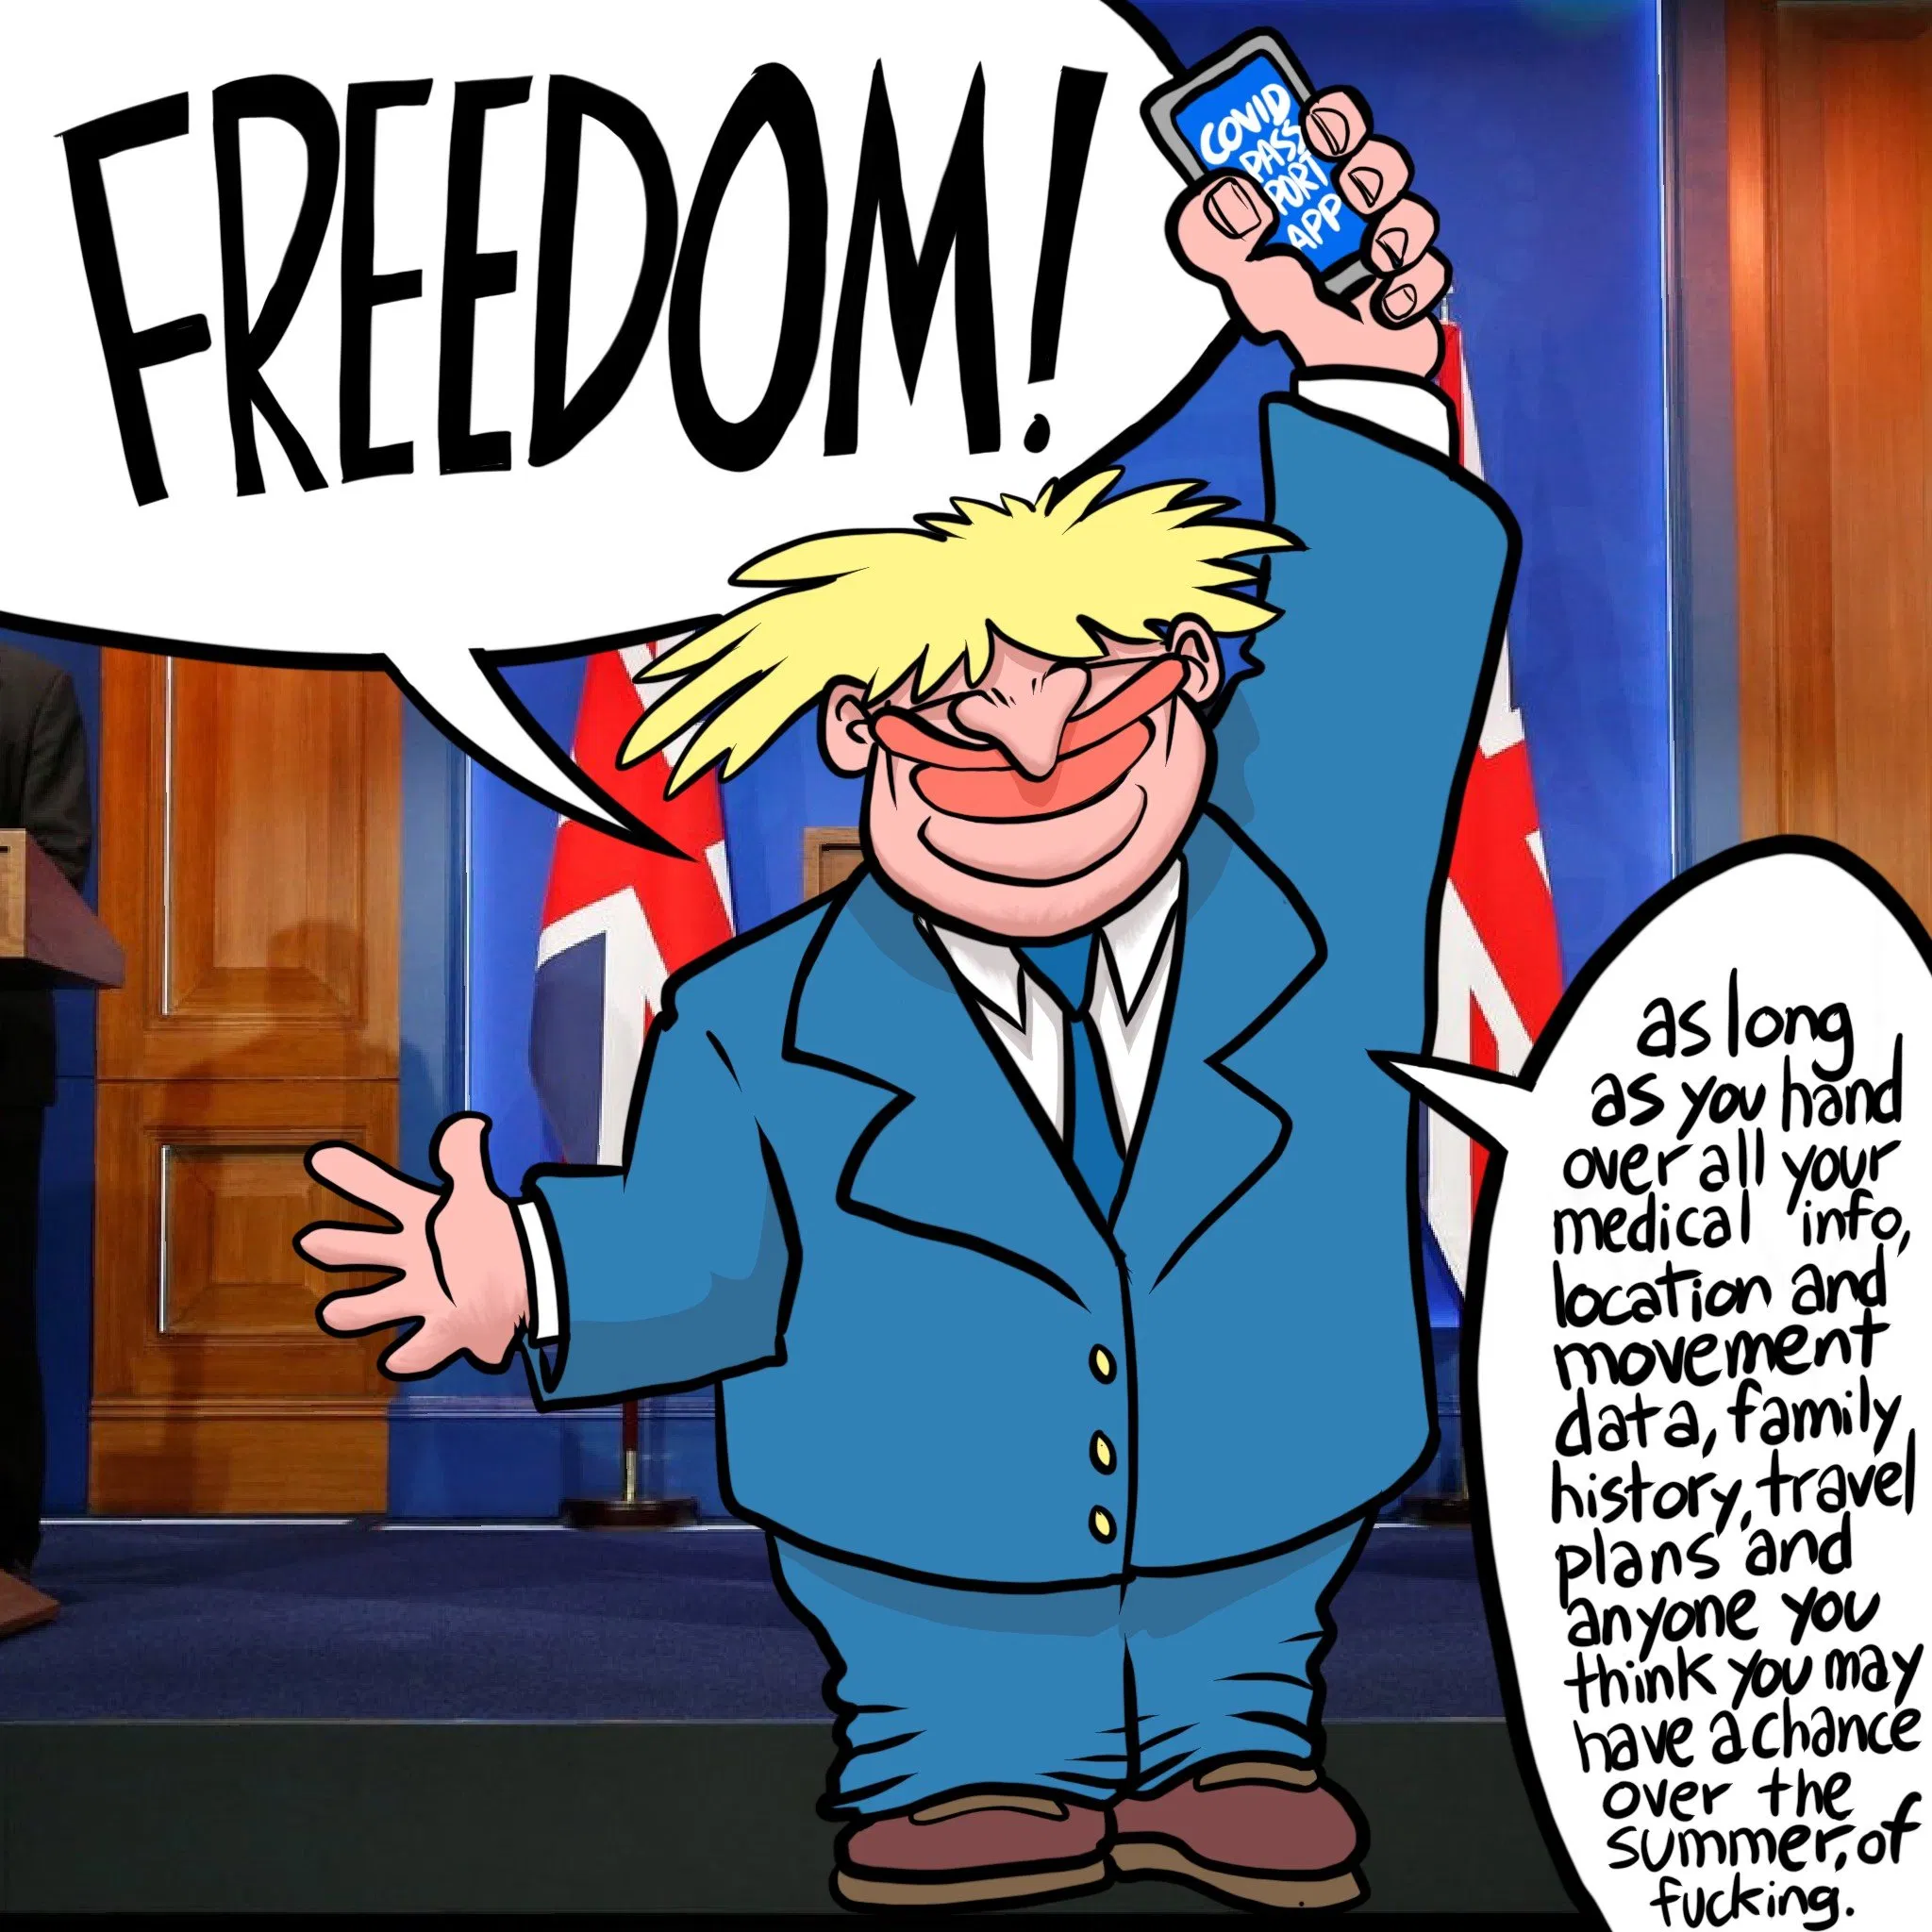 FREEDOM!
COVID
PASS
PORT
APP
as long
as you hand
over all your
medical info,
location and
movement
data, family
history, travel
plans and
anyone you
think you may
have a chance
over the
summer, of
fucking.